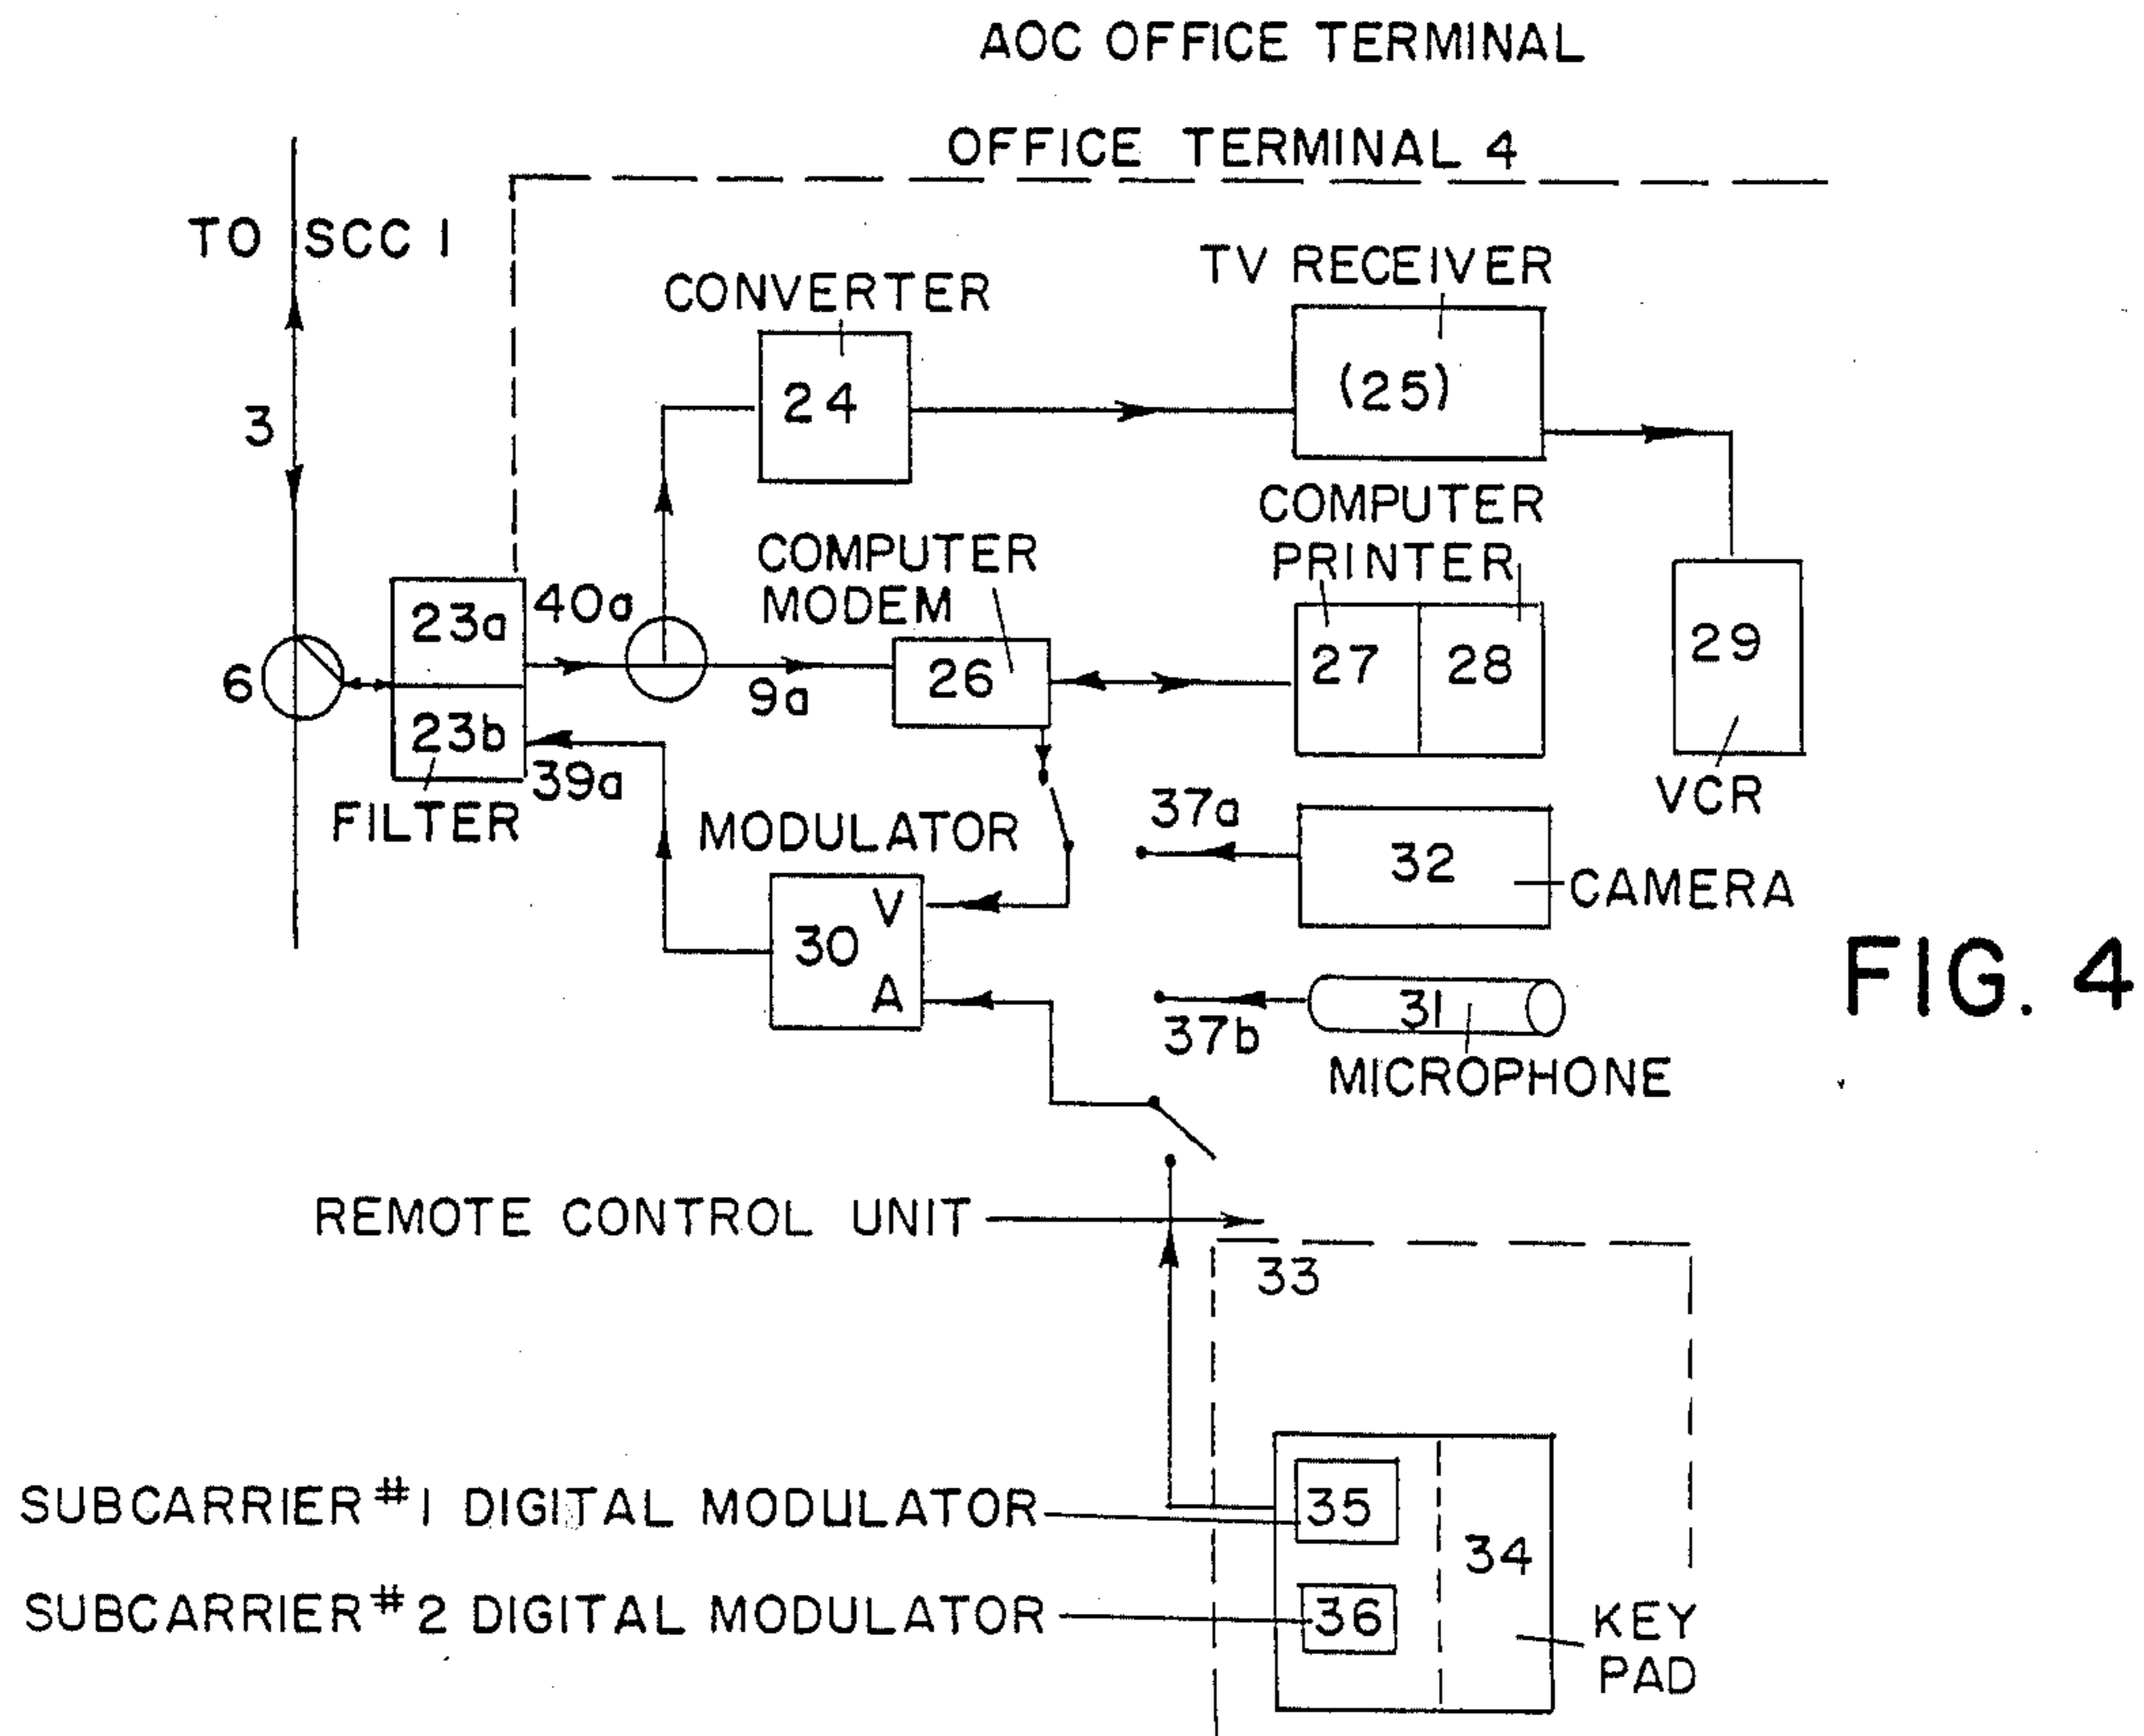 AOC OFFICE TERMINAL
OFFICE TERMINAL 4
TO SCC 1
TV RECEIVER
CONVERTER
24
(25)
3
COMPUTER
PRINTER
COMPUTER
MODEM
40a
23a
6
9a
26
27
28
29
23b
39a
FILTER
VCR
MODULATOR
37a
32
CAMERA
V
30
A
FIG. 4
31
37b
MICROPHONE
REMOTE CONTROL UNIT
33
SUBCARRIER #1 DIGITAL MODULATOR
35
34
SUBCARRIER #2 DIGITAL MODULATOR
36
KEY
PAD